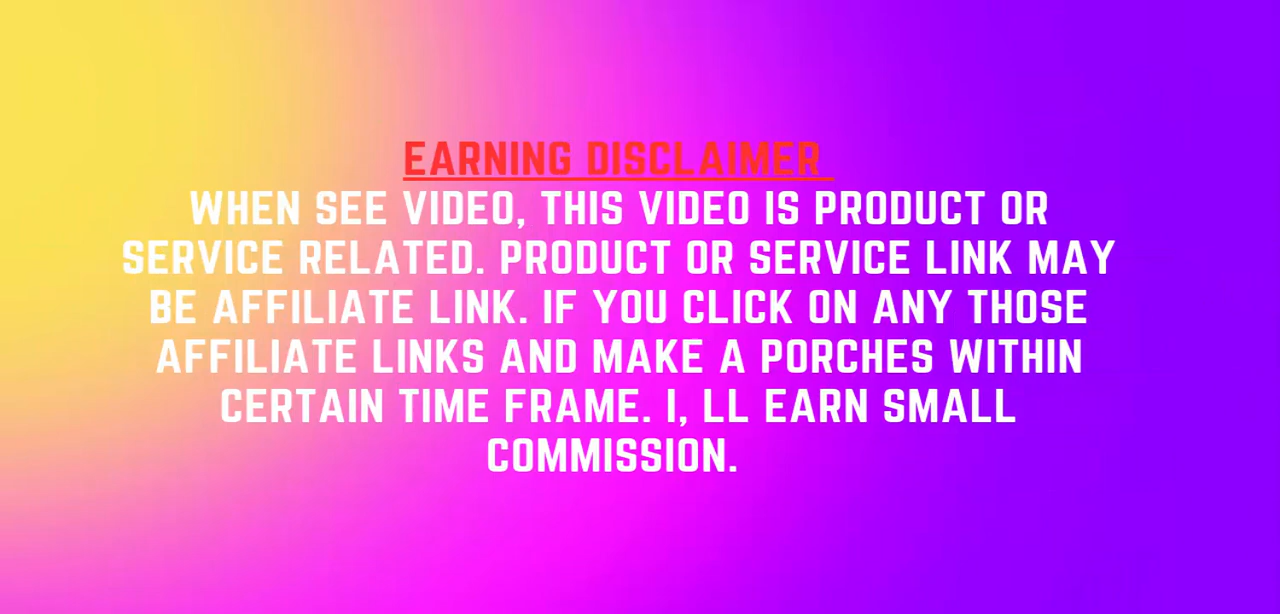 EARNING DISCLAIMER
WHEN SEE VIDEO, THIS VIDEO IS PRODUCT OR
SERVICE RELATED. PRODUCT OR SERVICE LINK MAY
BE AFFILIATE LINK. IF YOU CLICK ON ANY THOSE
AFFILIATE LINKS AND MAKE A PORCHES WITHIN
CERTAIN TIME FRAME. I, LL EARN SMALL
COMMISSION.